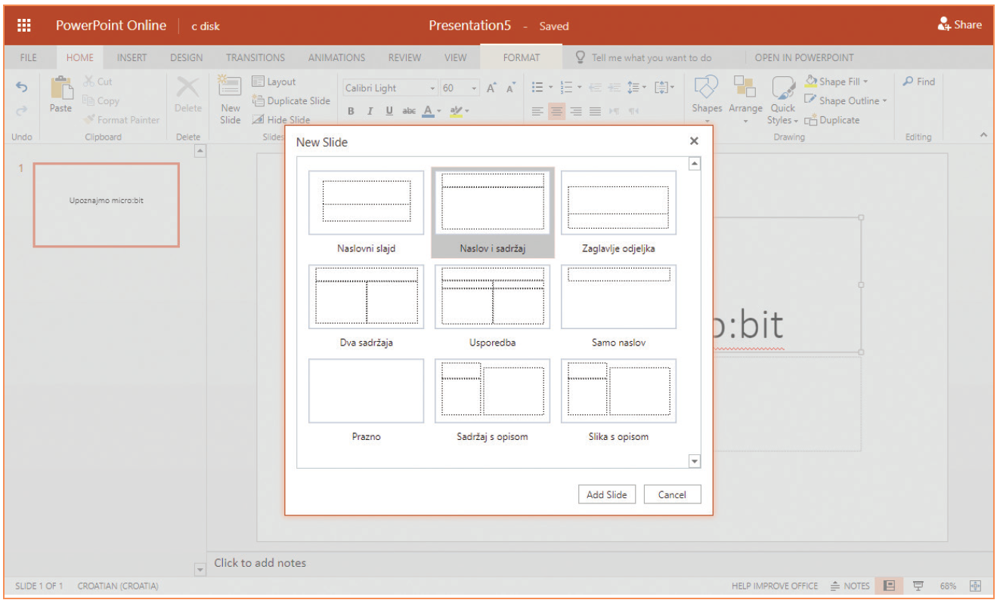 PowerPoint Online c disk Presentation5 - Saved Share
FILE HOME INSERT DESIGN TRANSITIONS ANIMATIONS REVIEW VIEW FORMAT Tell me what you want to do OPEN IN POWERPOINT
Cut Layout Calibri Light 60 Shape Fill Find
Copy Duplicate Slide Shape Outline
Paste Format Painter Delete New Slide Hide Slide B I U abc A ab Shapes Arrange Quick Styles Duplicate
Undo Clipboard Delete Slides Drawing Editing
New Slide
1
Upoznajmo micro:bit
Naslovni slajd Naslov i sadržaj Zaglavlje odjeljka
Dva sadržaja Usporedba Samo naslov
o:bit
Prazno Sadržaj s opisom Slika s opisom
Add Slide Cancel
Click to add notes
SLIDE 1 OF 1 CROATIAN (CROATIA) HELP IMPROVE OFFICE NOTES 68%